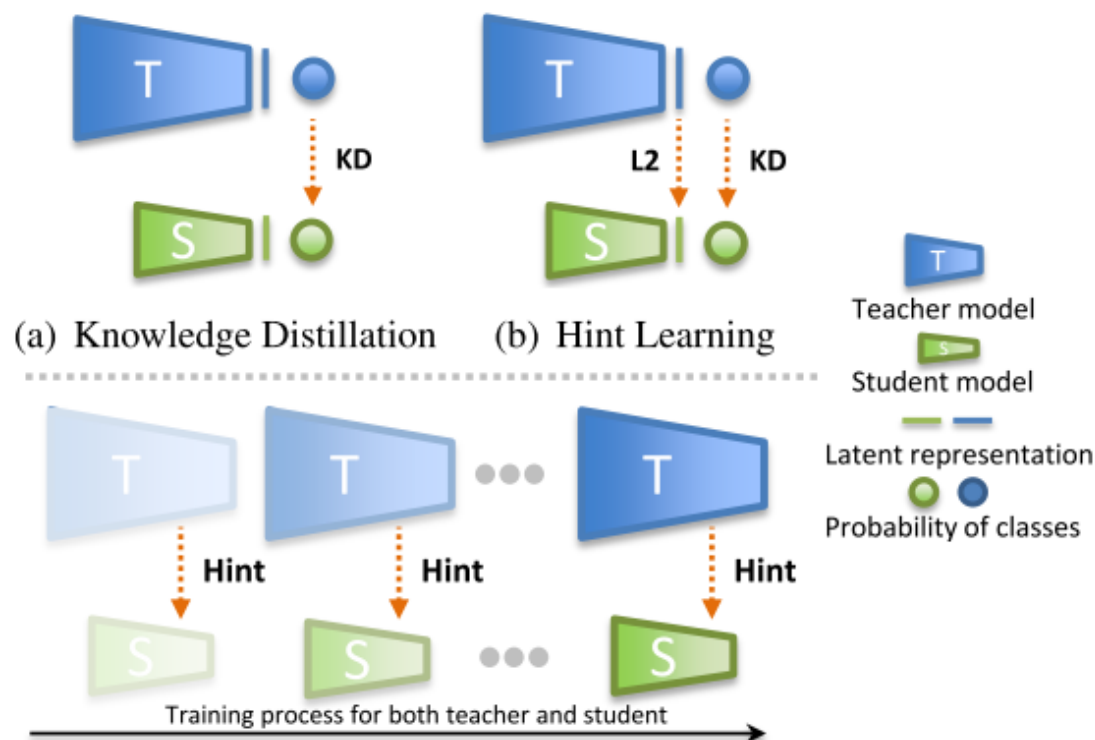 T
KD
S
(a) Knowledge Distillation
T
L2
KD
S
(b) Hint Learning
T
Teacher model
S
Student model
Latent representation
Probability of classes
T
T
T
Hint
Hint
Hint
S
S
S
Training process for both teacher and student